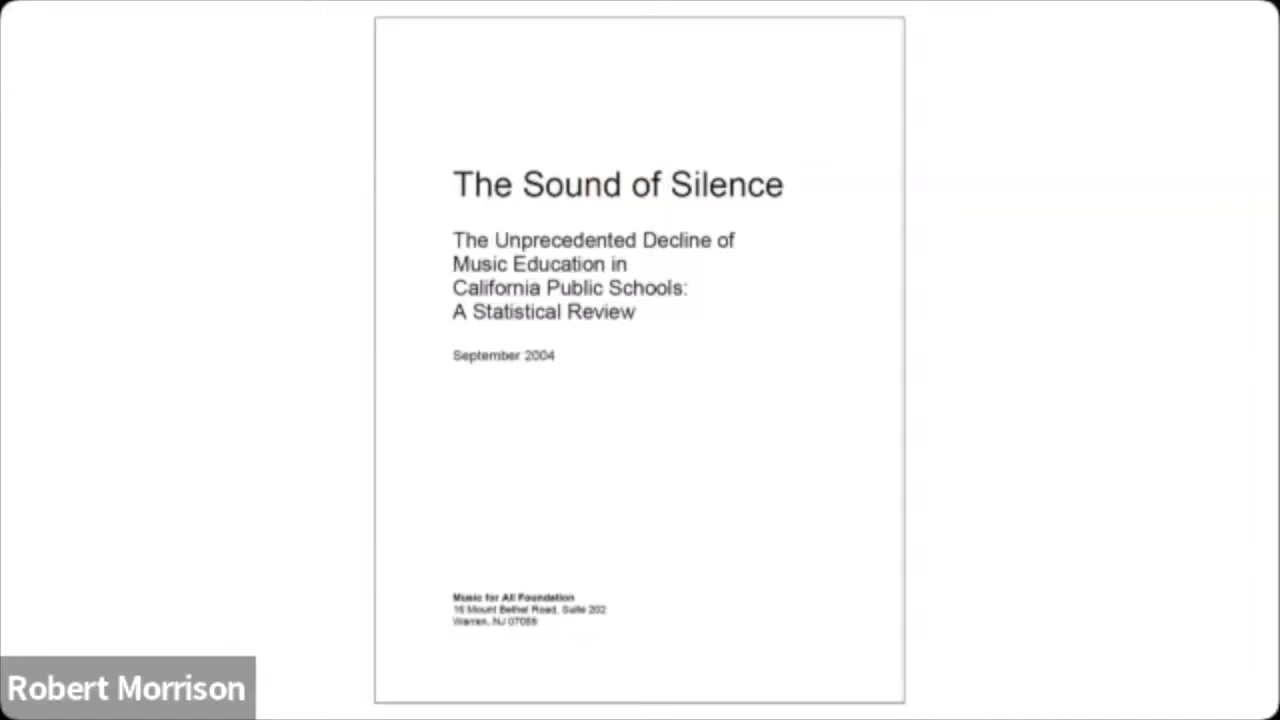 The Sound of Silence
The Unprecedented Decline of
Music Education in
California Public Schools:
A Statistical Review
September 2004
Music for All Foundation
16 Mount Bethel Road, Suite 202
Warren, NJ 07059
Robert Morrison